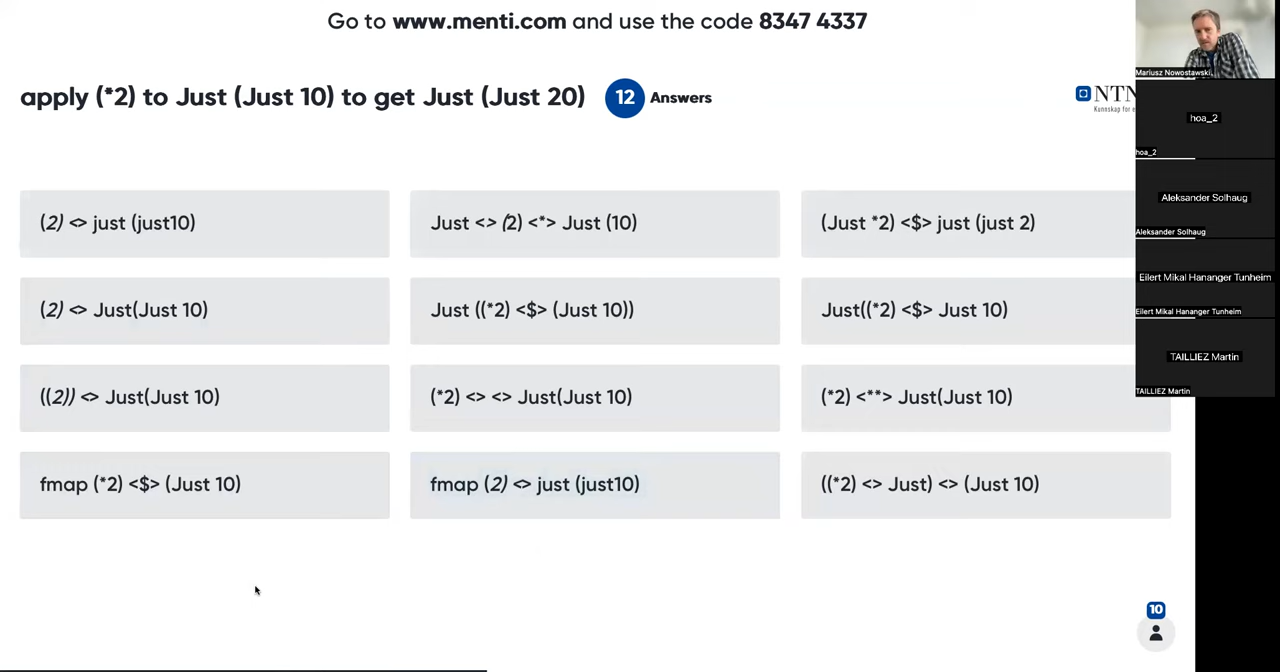 Go to www.menti.com and use the code 8347 4337
apply (*2) to Just (Just 10) to get Just (Just 20)
12 Answers
NTN
Kunnskap for e
(2) <> just (just10)
Just <> (2) <*> Just (10)
(Just *2) <$> just (just 2)
(2) <> Just(Just 10)
Just ((*2) <$> (Just 10))
Just((*2) <$> Just 10)
((2)) <> Just(Just 10)
(*2) <> <> Just(Just 10)
(*2) <**> Just(Just 10)
fmap (*2) <$> (Just 10)
fmap (2) <> just (just10)
((*2) <> Just) <> (Just 10)
10
Mariusz Nowostawski
hoa_2
hoa_2
Aleksander Solhaug
Aleksander Solhaug
Eilert Mikal Hananger Tunheim
Eilert Mikal Hananger Tunheim
TAILLIEZ Martin
TAILLIEZ Martin